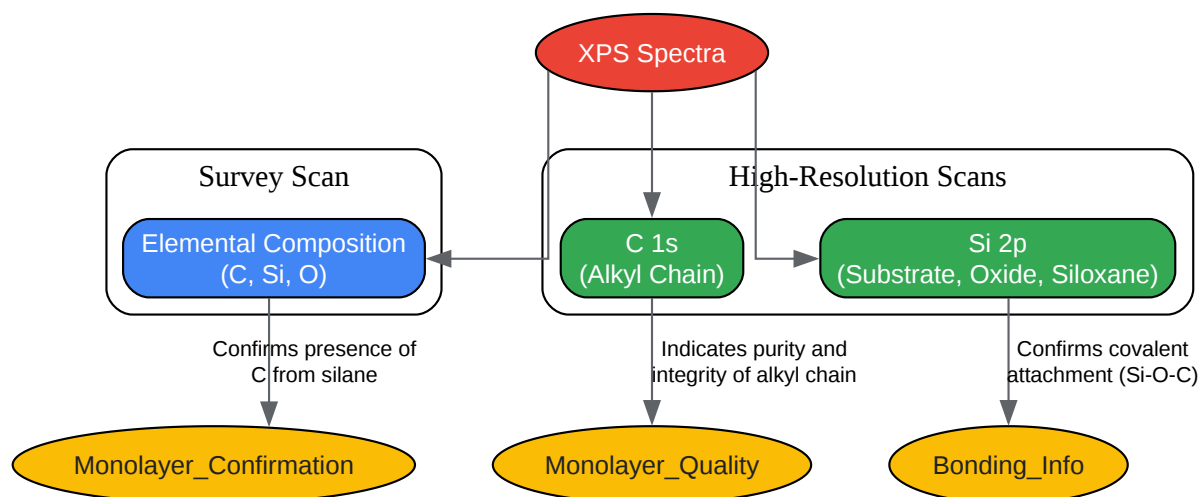 XPS Spectra
Survey Scan
High-Resolution Scans
Elemental Composition
(C, Si, O)
C 1s
(Alkyl Chain)
Si 2p
(Substrate, Oxide, Siloxane)
Confirms presence of
C from silane
Indicates purity and
integrity of alkyl chain
Confirms covalent
attachment (Si-O-C)
Monolayer_Confirmation
Monolayer_Quality
Bonding_Info